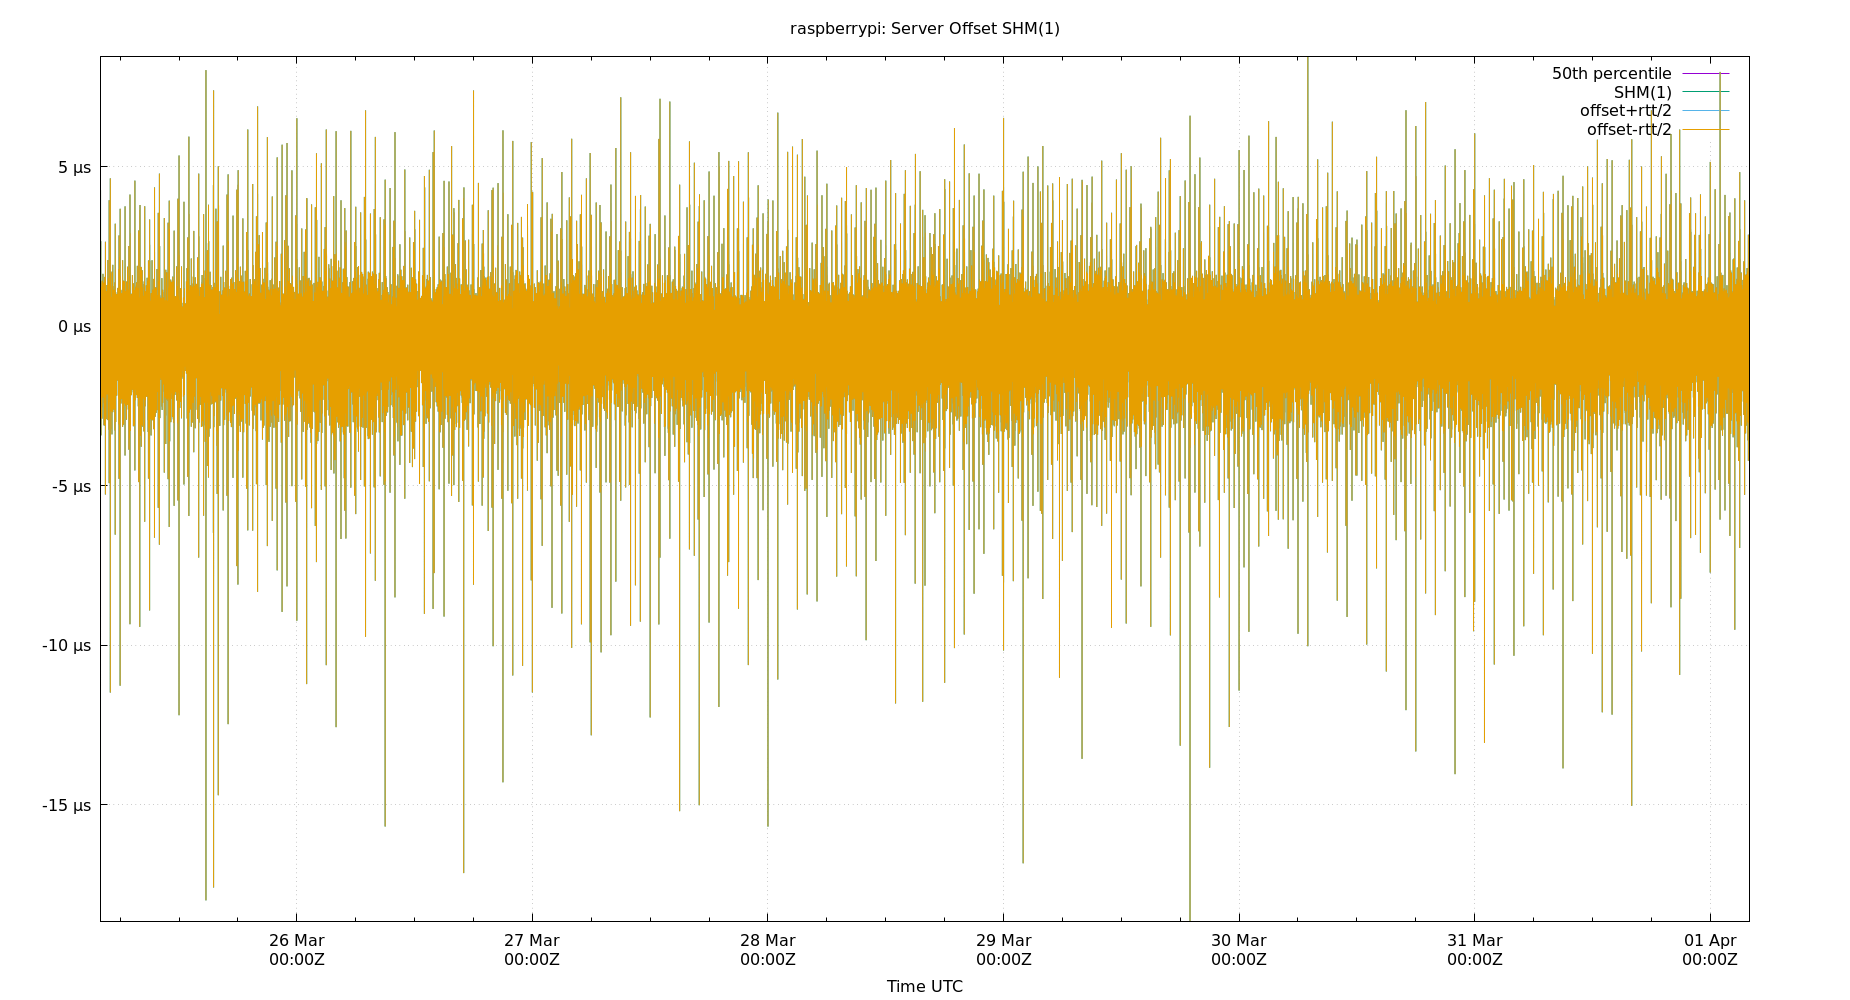 raspberrypi: Server Offset SHM(1)
50th percentile
SHM(1)
offset+rtt/2
offset-rtt/2
5 µs
0 µs
-5 µs
-10 µs
-15 µs
26 Mar 27 Mar 28 Mar 29 Mar 30 Mar 31 Mar 01 Apr
00:00Z 00:00Z 00:00Z 00:00Z 00:00Z 00:00Z 00:00Z
Time UTC